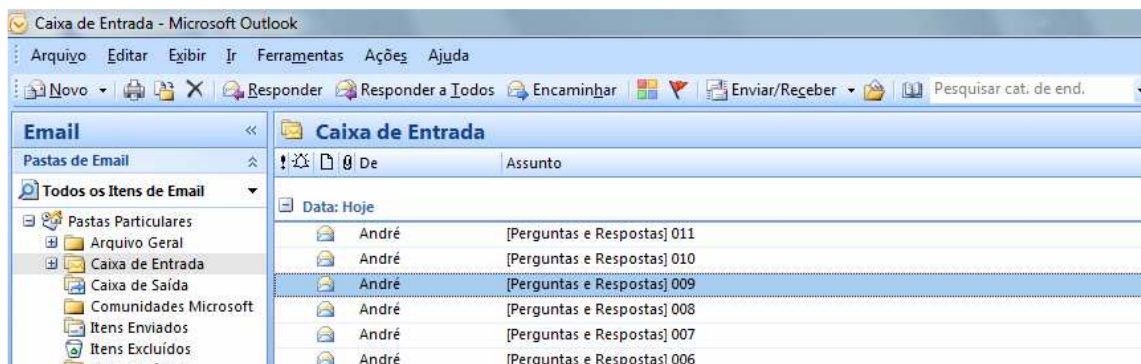 Caixa de Entrada - Microsoft Outlook
Arquivo Editar Exibir Ir Ferramentas Ações Ajuda
Novo Responder Responder a Todos Encaminhar Enviar/Receber Pesquisar cat. de end.
Email « Caixa de Entrada
Pastas de Email De Assunto
Todos os Itens de Email
Data: Hoje
Pastas Particulares
André [Perguntas e Respostas] 011
Arquivo Geral
André [Perguntas e Respostas] 010
Caixa de Entrada
André [Perguntas e Respostas] 009
Caixa de Saída
Comunidades Microsoft
André [Perguntas e Respostas] 008
Itens Enviados
André [Perguntas e Respostas] 007
Itens Excluídos
André [Perguntas e Respostas] 006